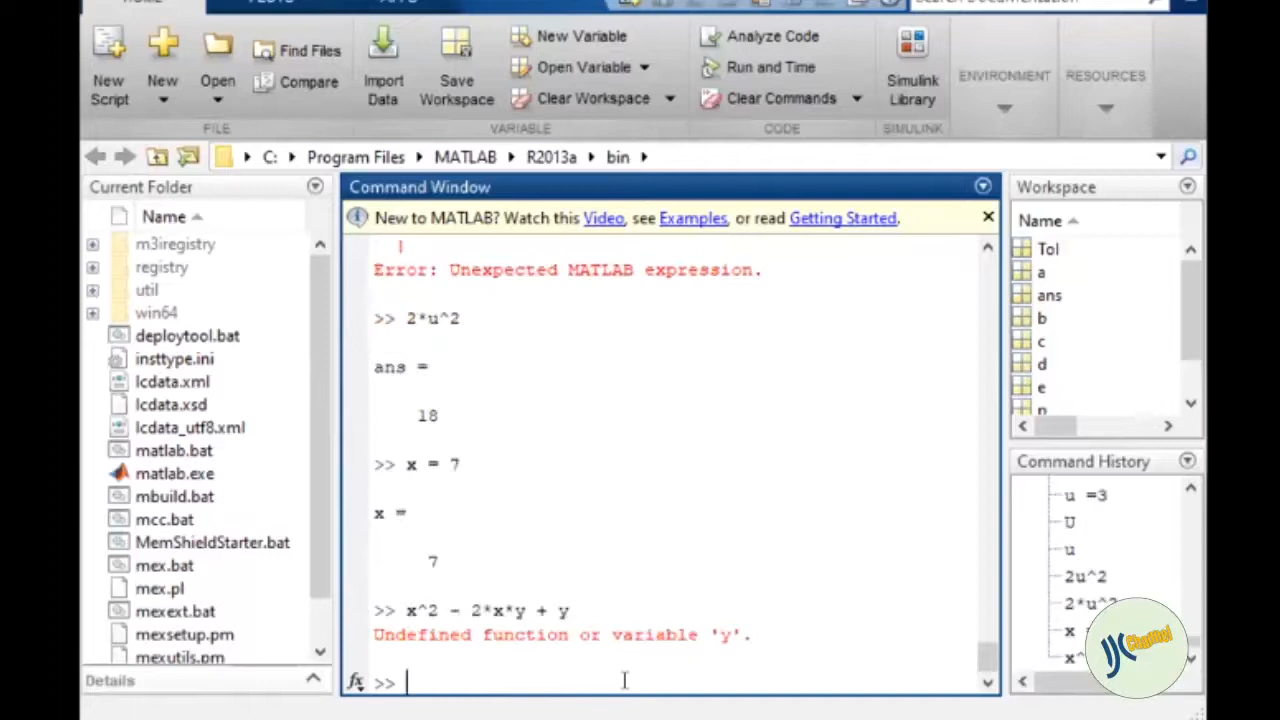 New Script
New
Open
Find Files
Compare
Import Data
Save Workspace
New Variable
Open Variable
Clear Workspace
Analyze Code
Run and Time
Clear Commands
Simulink Library
ENVIRONMENT
RESOURCES
FILE
VARIABLE
CODE
SIMULINK
C: Program Files MATLAB R2013a bin
Current Folder
Name
m3iregistry
registry
util
win64
deploytool.bat
insttype.ini
lcdata.xml
lcdata.xsd
lcdata_utf8.xml
matlab.bat
matlab.exe
mbuild.bat
mcc.bat
MemShieldStarter.bat
mex.bat
mex.pl
mexext.bat
mexsetup.pm
mexutils.pm
Details
Command Window
New to MATLAB? Watch this Video, see Examples, or read Getting Started.
|
Error: Unexpected MATLAB expression.
>> 2*u^2
ans =
18
>> x = 7
x =
7
>> x^2 - 2*x*y + y
Undefined function or variable 'y'.
fx >>
Workspace
Name
Tol
a
ans
b
c
d
e
Command History
u =3
U
u
2u^2
2*u^2
x
x^
JJC Channel